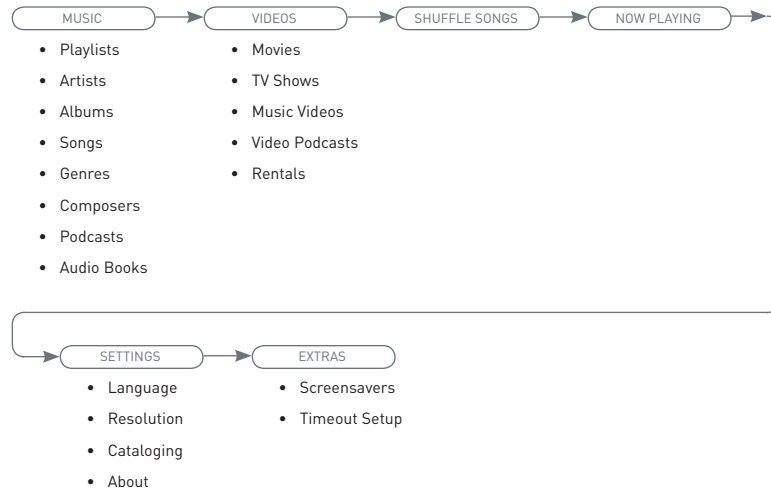 MUSIC
VIDEOS
SHUFFLE SONGS
NOW PLAYING
• Playlists
• Artists
• Albums
• Songs
• Genres
• Composers
• Podcasts
• Audio Books
• Movies
• TV Shows
• Music Videos
• Video Podcasts
• Rentals
SETTINGS
EXTRAS
• Language
• Resolution
• Cataloging
• About
• Screensavers
• Timeout Setup